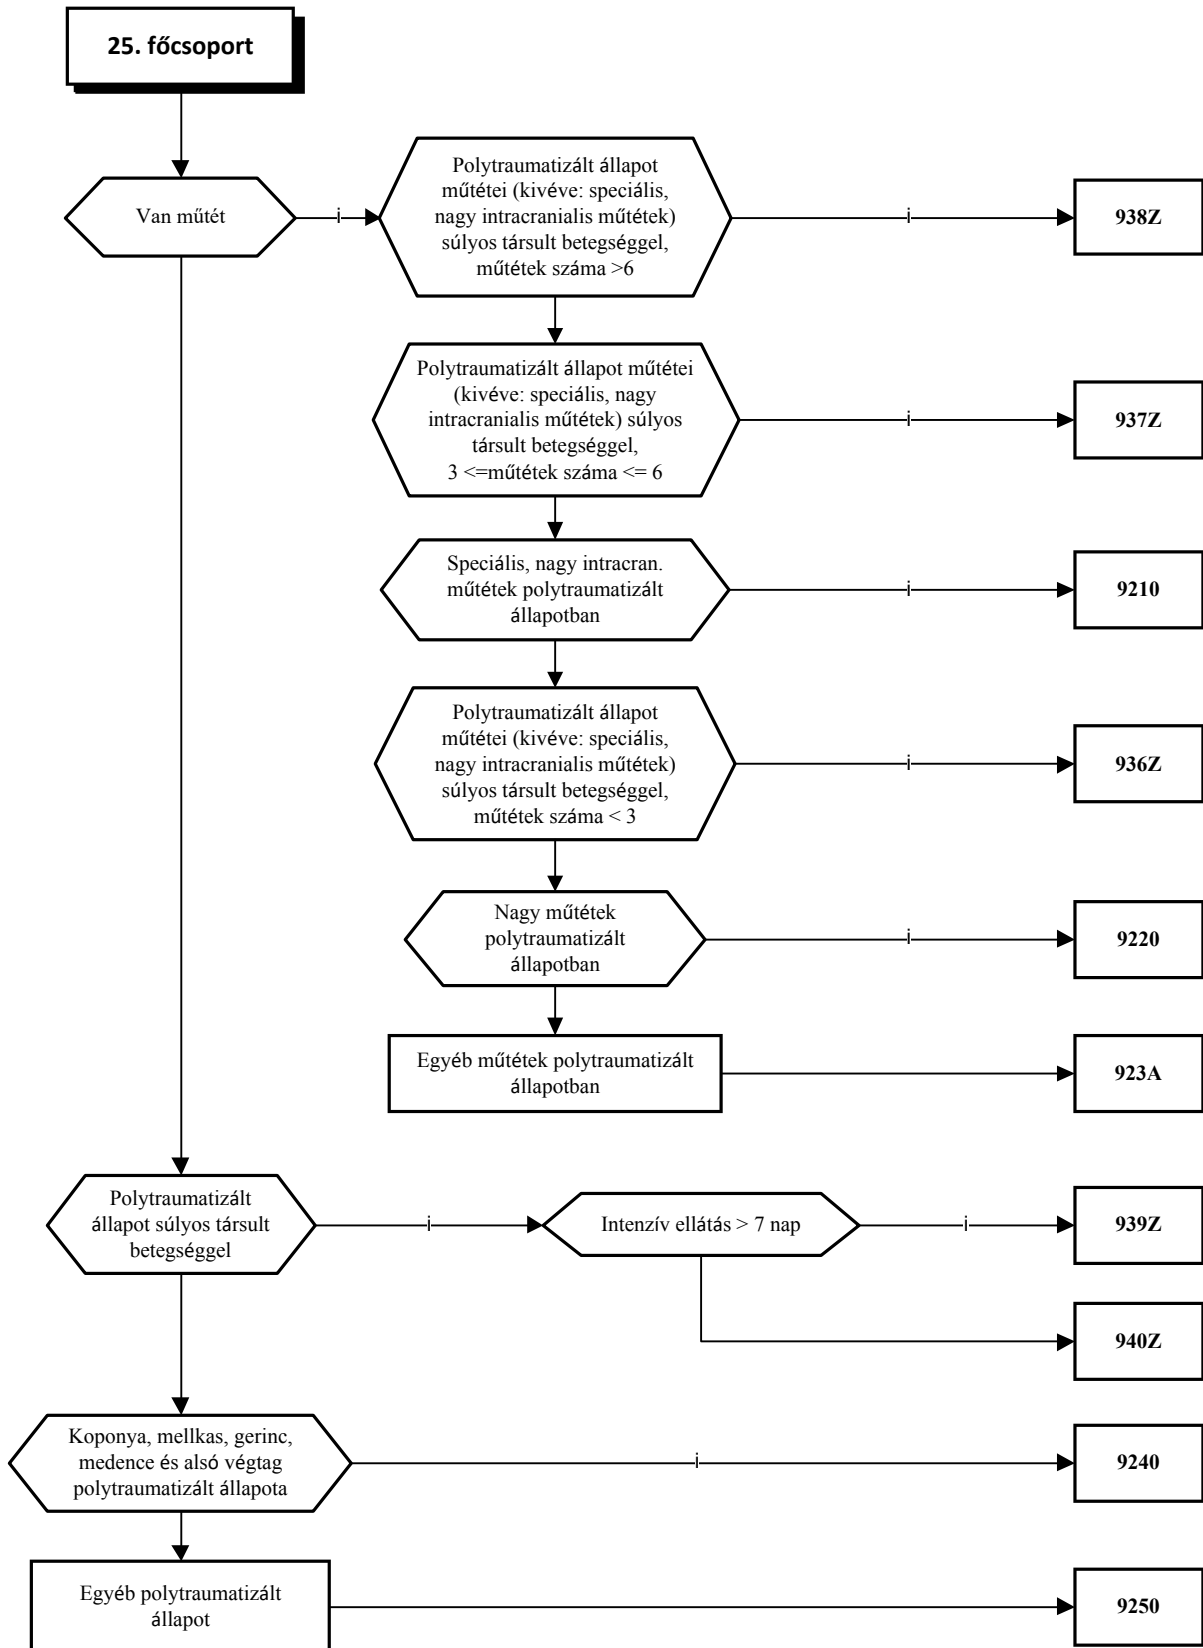 25. főcsoport
Van műtét
i
Polytraumatizált állapot
műtétei (kivéve: speciális,
nagy intracranialis műtétek)
súlyos társult betegséggel,
műtétek száma >6
i
938Z
Polytraumatizált állapot műtétei
(kivéve: speciális, nagy
intracranialis műtétek) súlyos
társult betegséggel,
3 <=műtétek száma <= 6
i
937Z
Speciális, nagy intracran.
műtétek polytraumatizált
állapotban
i
9210
Polytraumatizált állapot
műtétei (kivéve: speciális,
nagy intracranialis műtétek)
súlyos társult betegséggel,
műtétek száma < 3
i
936Z
Nagy műtétek
polytraumatizált
állapotban
i
9220
Egyéb műtétek polytraumatizált
állapotban
923A
Polytraumatizált
állapot súlyos társult
betegséggel
i
Intenzív ellátás > 7 nap
i
939Z
940Z
Koponya, mellkas, gerinc,
medence és alsó végtag
polytraumatizált állapota
i
9240
Egyéb polytraumatizált
állapot
9250